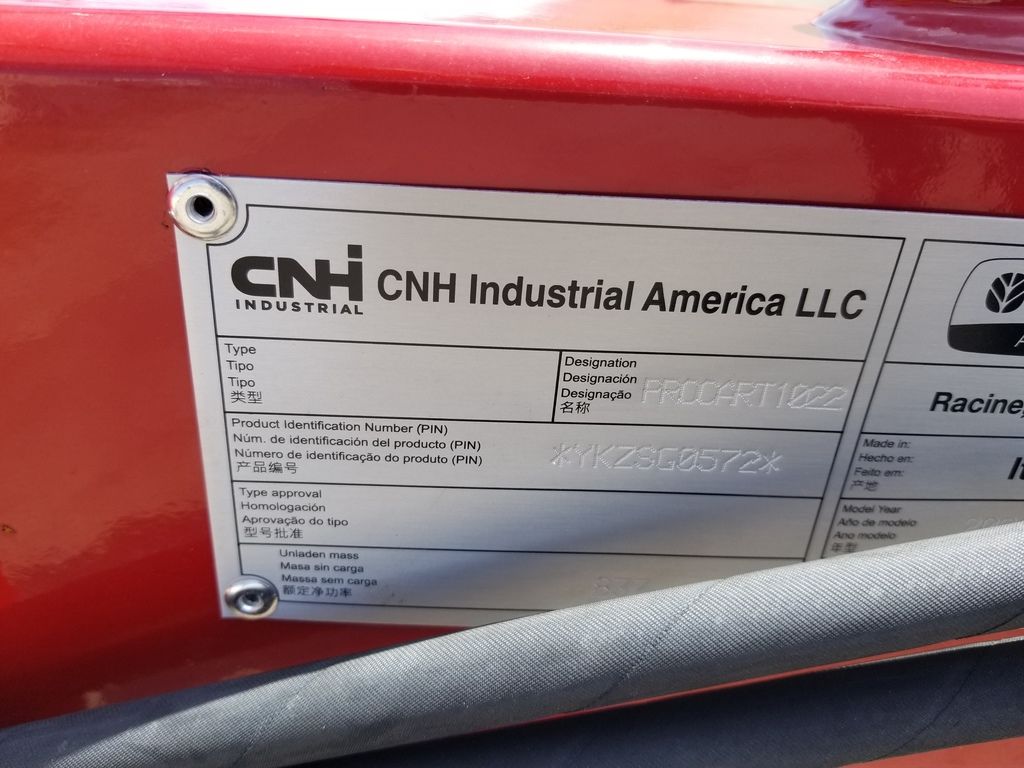 CNHi
INDUSTRIAL
CNH Industrial America LLC
Type
Tipo
Tipo
类型
Designation
Designación
Designação
名称
PROCART1022
Product Identification Number (PIN)
Núm. de identificación del producto (PIN)
Número de identificação do produto (PIN)
产品编号
*YKZSG0572*
Type approval
Homologación
Aprovação do tipo
型号批准
Unladen mass
Masa sin carga
Massa sem carga
额定净功率
Racine,
Made in:
Hecho en:
Feito em:
产地
Model Year
Año de modelo
Ano modelo
年型